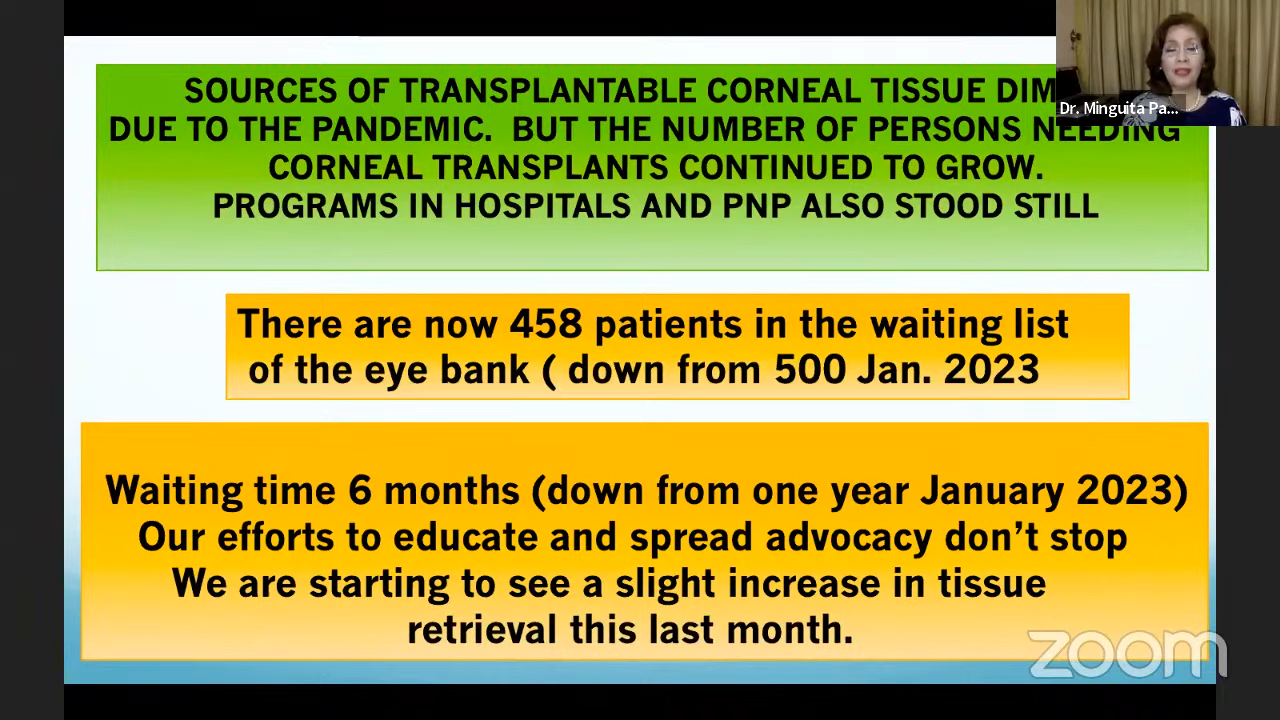 SOURCES OF TRANSPLANTABLE CORNEAL TISSUE
DUE TO THE PANDEMIC. BUT THE NUMBER OF PERSONS NEEDING
CORNEAL TRANSPLANTS CONTINUED TO GROW.
PROGRAMS IN HOSPITALS AND PNP ALSO STOOD STILL
Dr. Minguita Pa...
There are now 458 patients in the waiting list
of the eye bank ( down from 500 Jan. 2023
Waiting time 6 months (down from one year January 2023)
Our efforts to educate and spread advocacy don't stop
We are starting to see a slight increase in tissue
retrieval this last month.
zoom